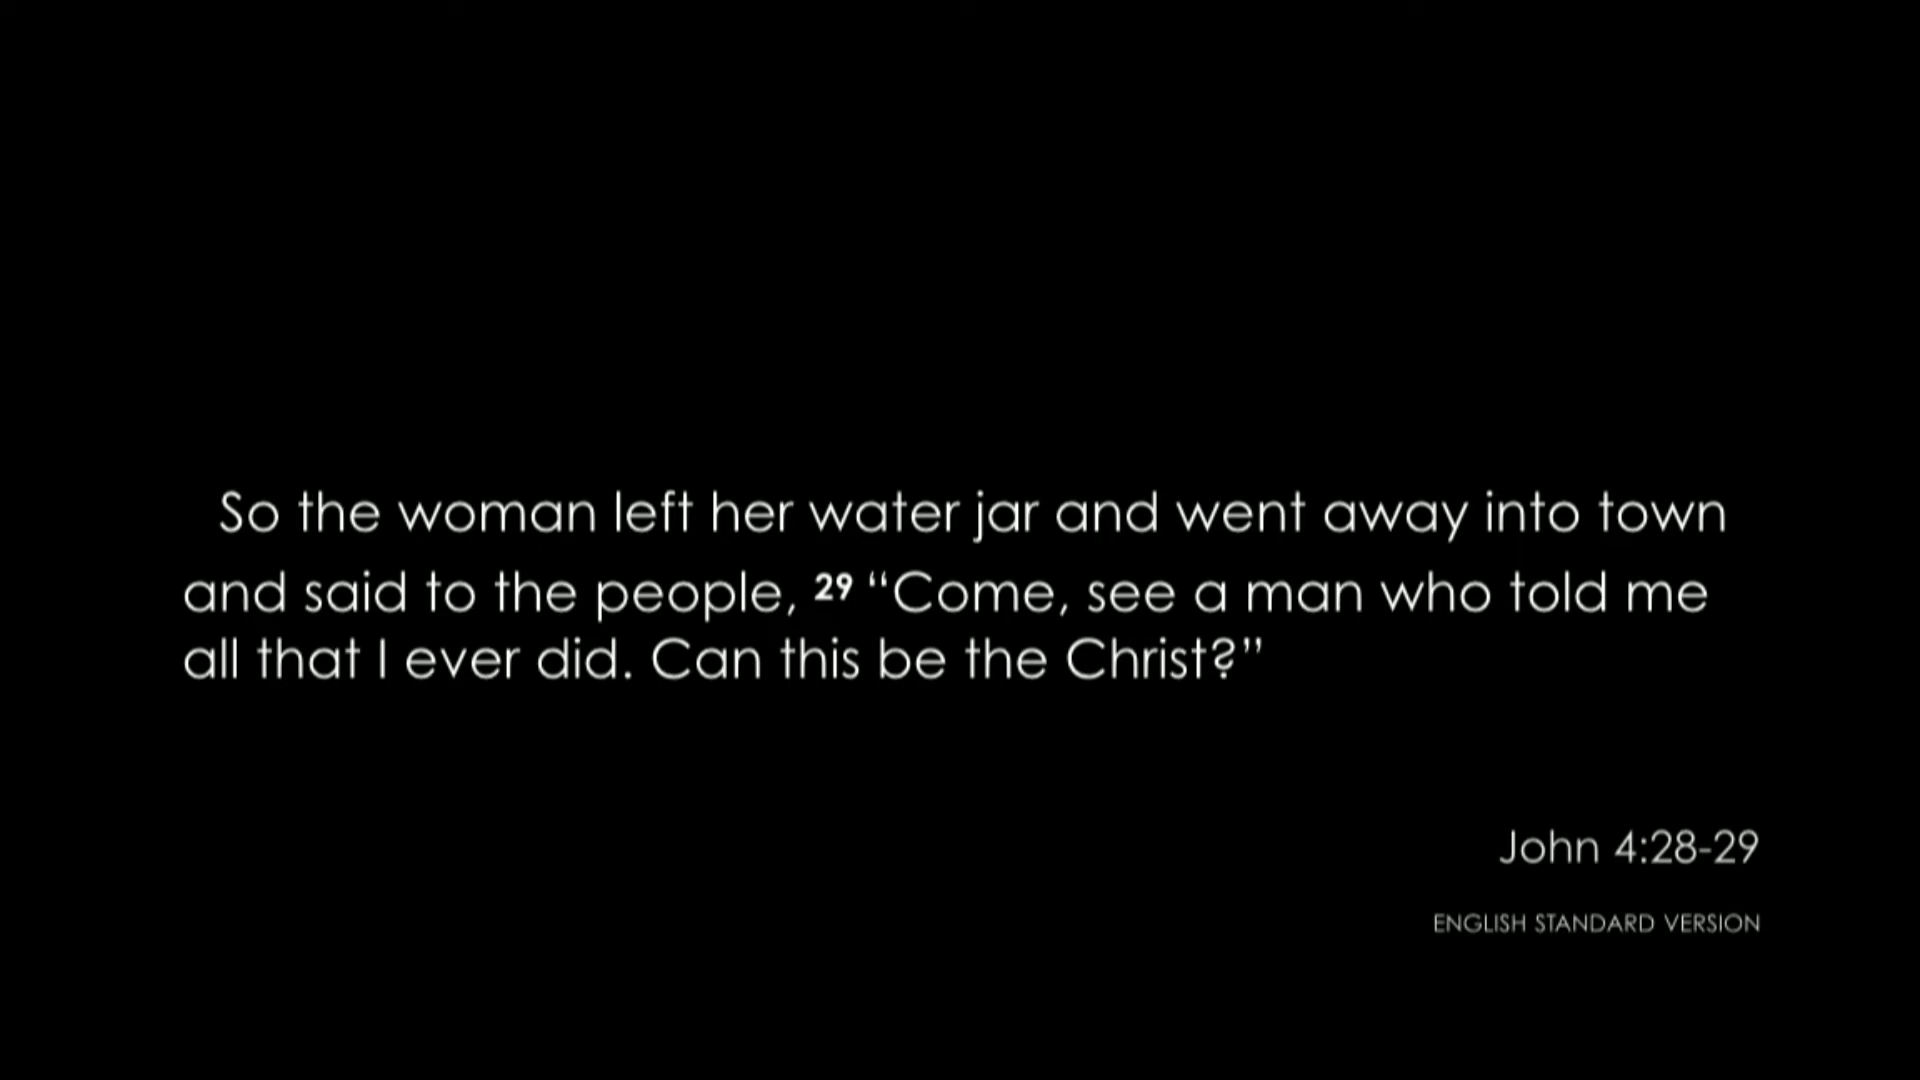 So the woman left her water jar and went away into town
and said to the people, 29 “Come, see a man who told me
all that I ever did. Can this be the Christ?”
John 4:28-29
ENGLISH STANDARD VERSION